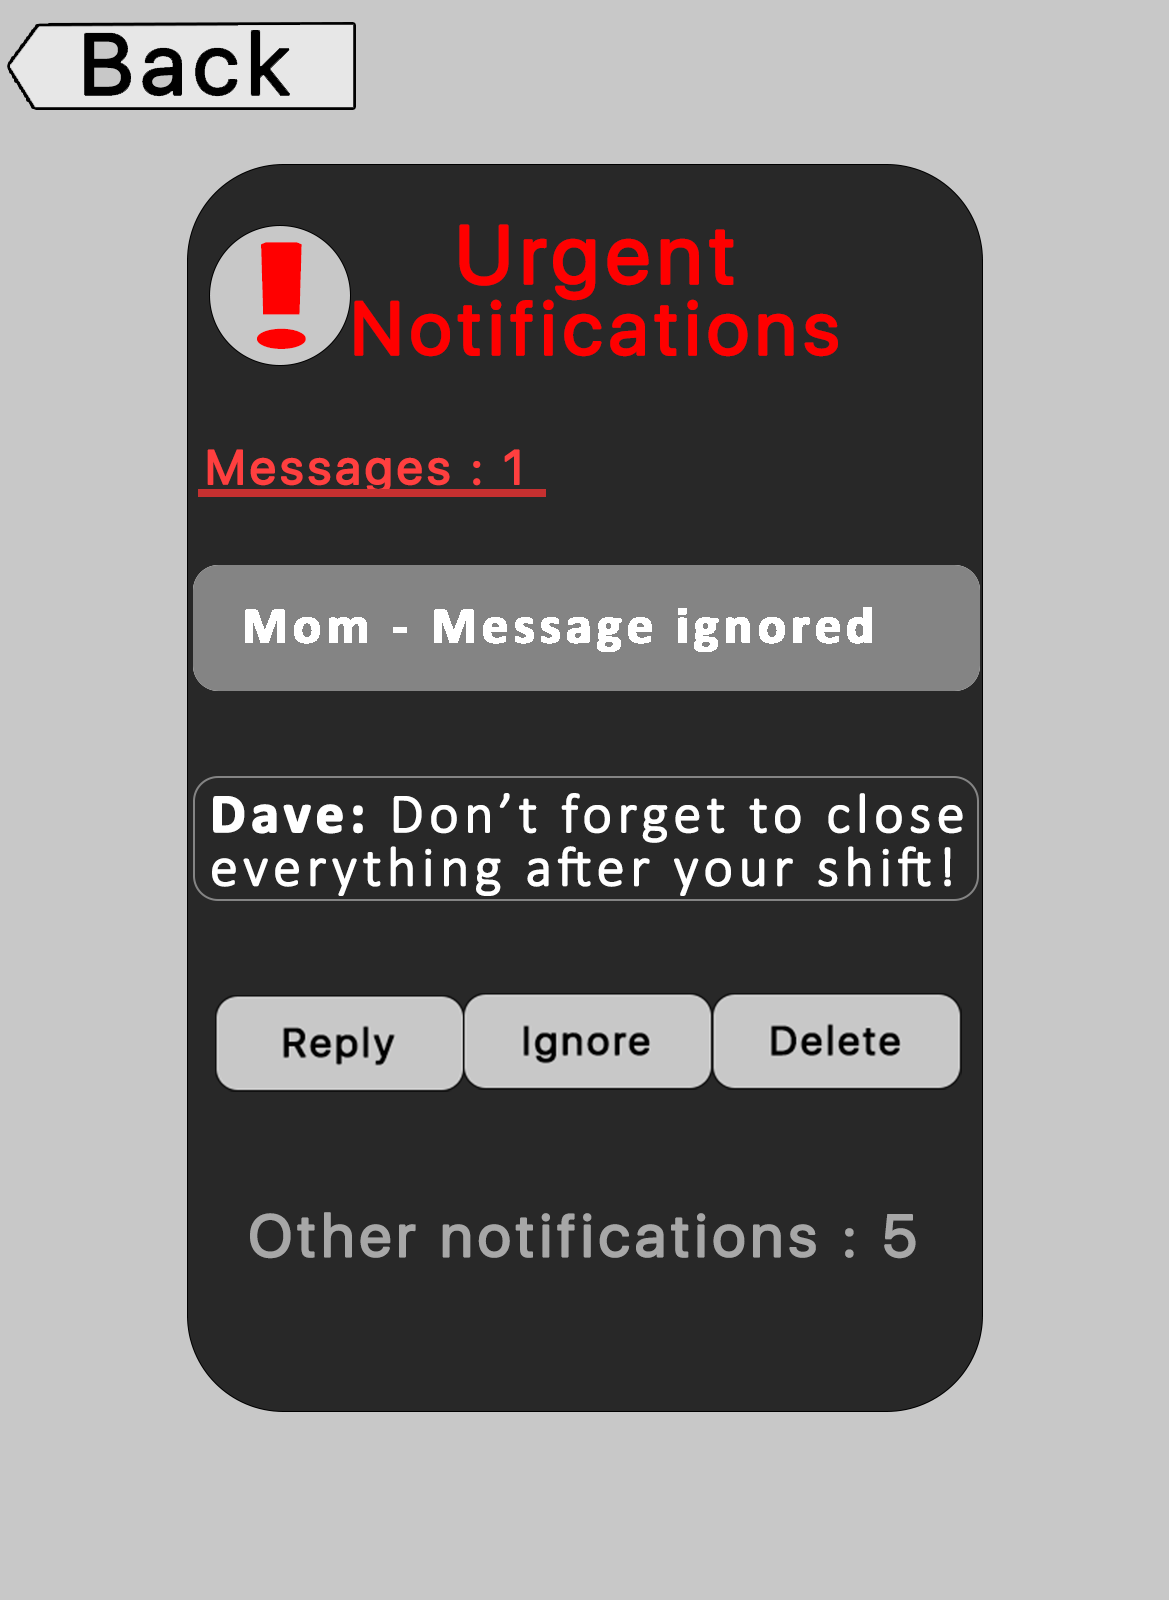 Back
Urgent
Notifications
Messages : 1
Mom - Message ignored
Dave: Don’t forget to close
everything after your shift!
Reply Ignore Delete
Other notifications : 5